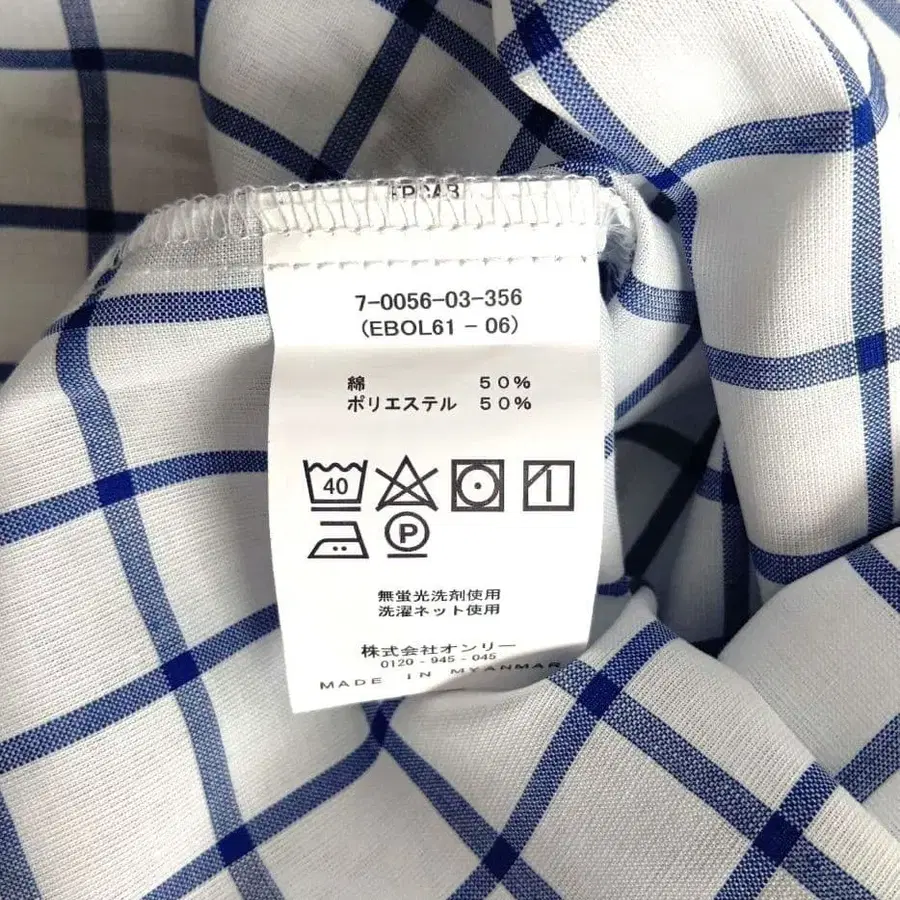 7-0056-03-356
(EBOL61 - 06)
綿 50%
ポリエステル 50%
40
P
無蛍光洗剤使用
洗濯ネット使用
株式会社オンリー
0120 - 945 - 045
MADE IN MYANMAR